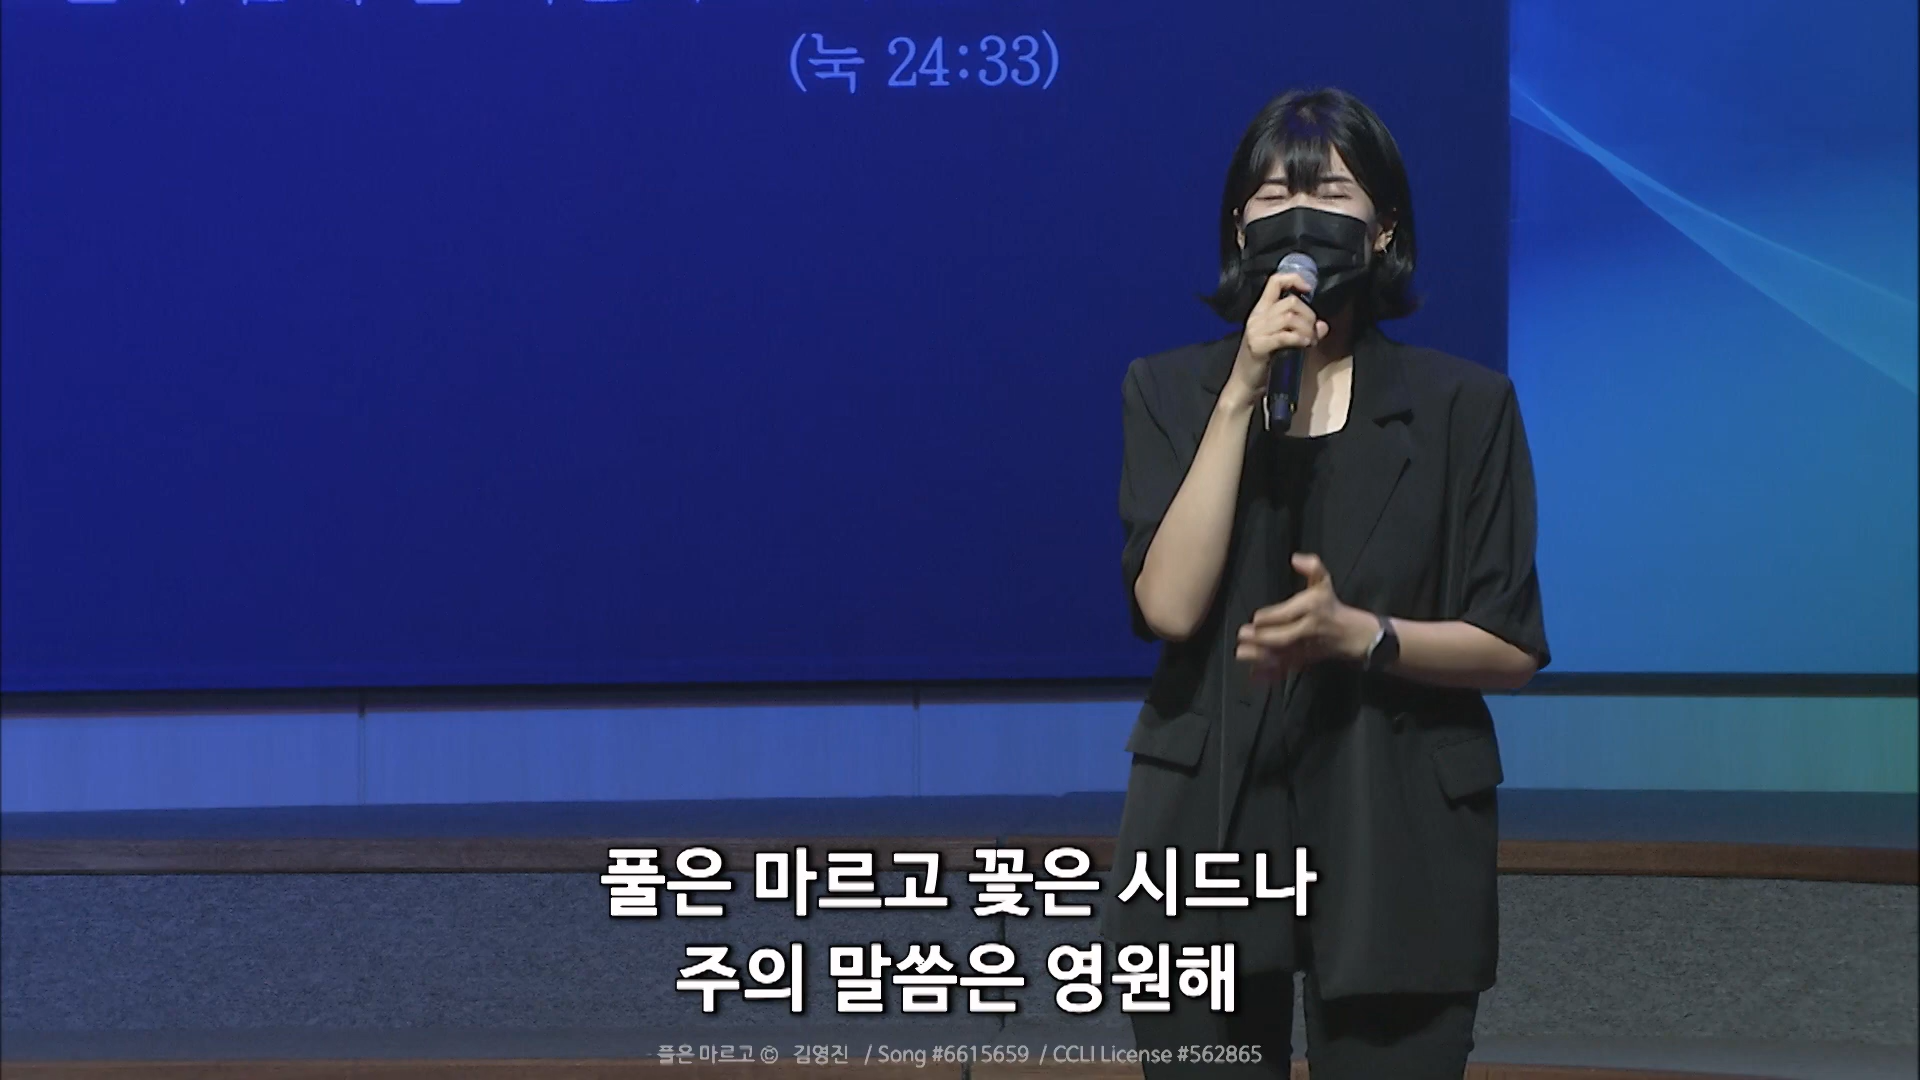 (눅 24:33)
풀은 마르고 꽃은 시드나
주의 말씀은 영원해
풀은 마르고 © 김영진 / Song #6615659 / CCLI License #562865